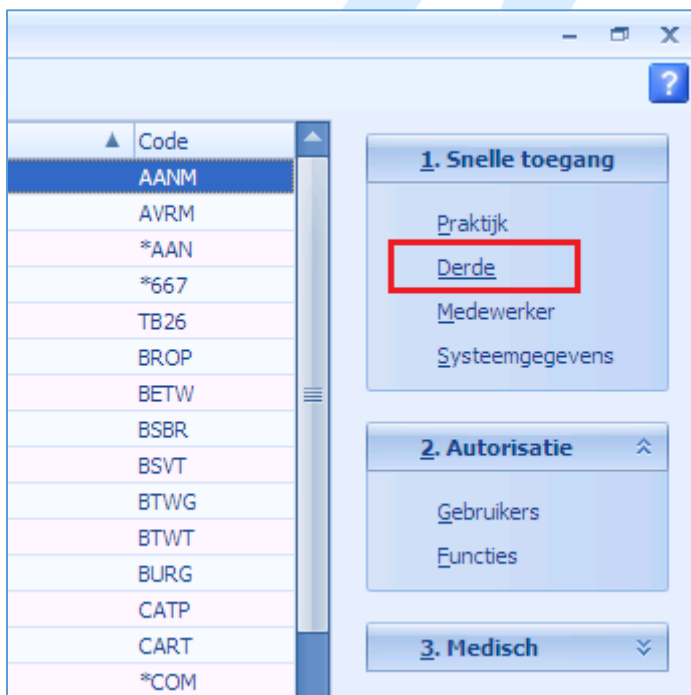 ?
Code
AANM
AVRM
*AAN
*667
TB26
BROP
BETW
BSBR
BSVT
BTWG
BTWT
BURG
CATP
CART
*COM
1. Snelle toegang
Praktijk
Derde
Medewerker
Systeemgegevens
2. Autorisatie
Gebruikers
Functies
3. Medisch